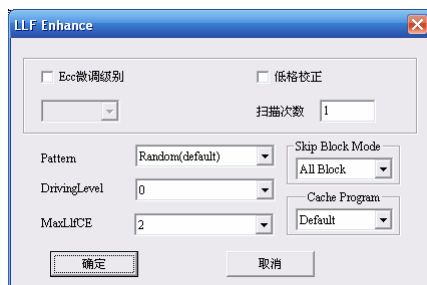 LLF Enhance
Ecc微调级别
低格校正
扫描次数 1
Skip Block Mode
Pattern Random(default)
All Block
DrivingLevel 0
Cache Program
MaxLlfCE 2
Default
确定 取消